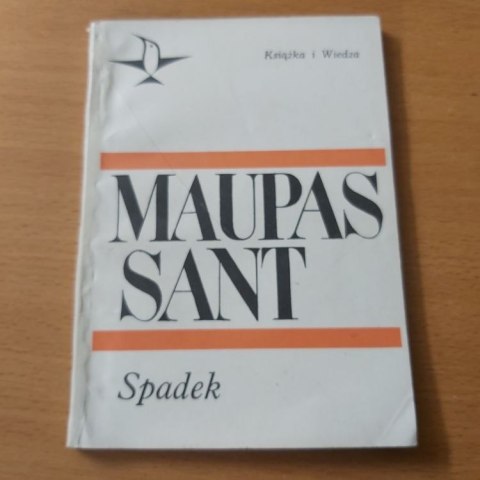 Książka i Wiedza
MAUPAS
SANT
Spadek